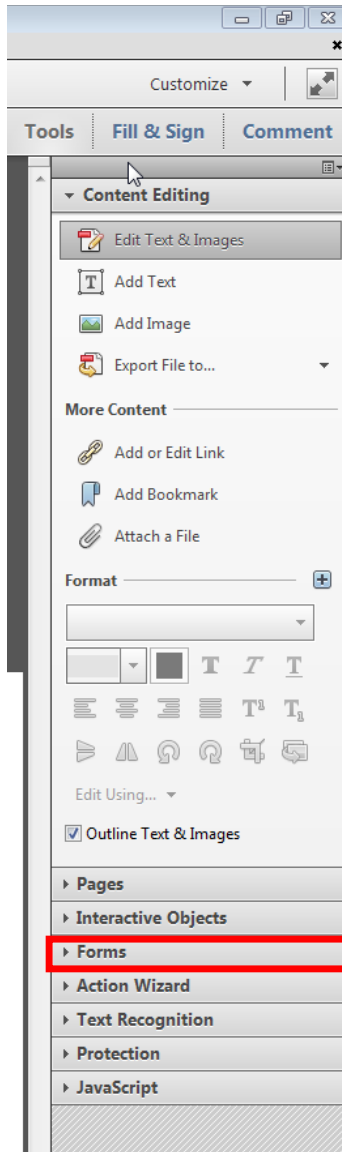 Customize
Tools Fill & Sign Comment
Content Editing
Edit Text & Images
T Add Text
Add Image
Export File to...
More Content
Add or Edit Link
Add Bookmark
Attach a File
Format
T T T
T¹ T₁
Edit Using...
Outline Text & Images
Pages
Interactive Objects
Forms
Action Wizard
Text Recognition
Protection
JavaScript